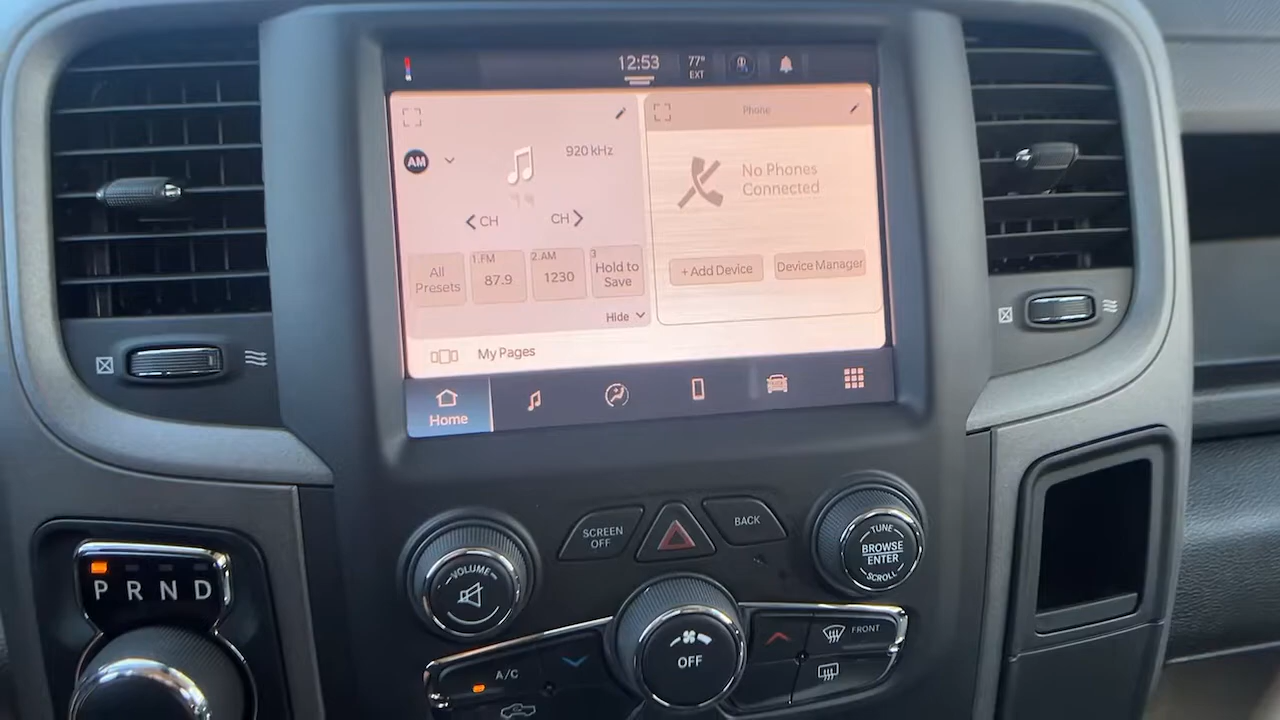 12:53
77°
EXT
Phone
AM
920 kHz
No Phones
Connected
CH
CH
All
Presets
1.FM
87.9
2.AM
1230
3
Hold to
Save
+Add Device
Device Manager
Hide
My Pages
Home
SCREEN
OFF
BACK
VOLUME
TUNE
BROWSE
ENTER
SCROLL
P R N D
OFF
FRONT
A/C